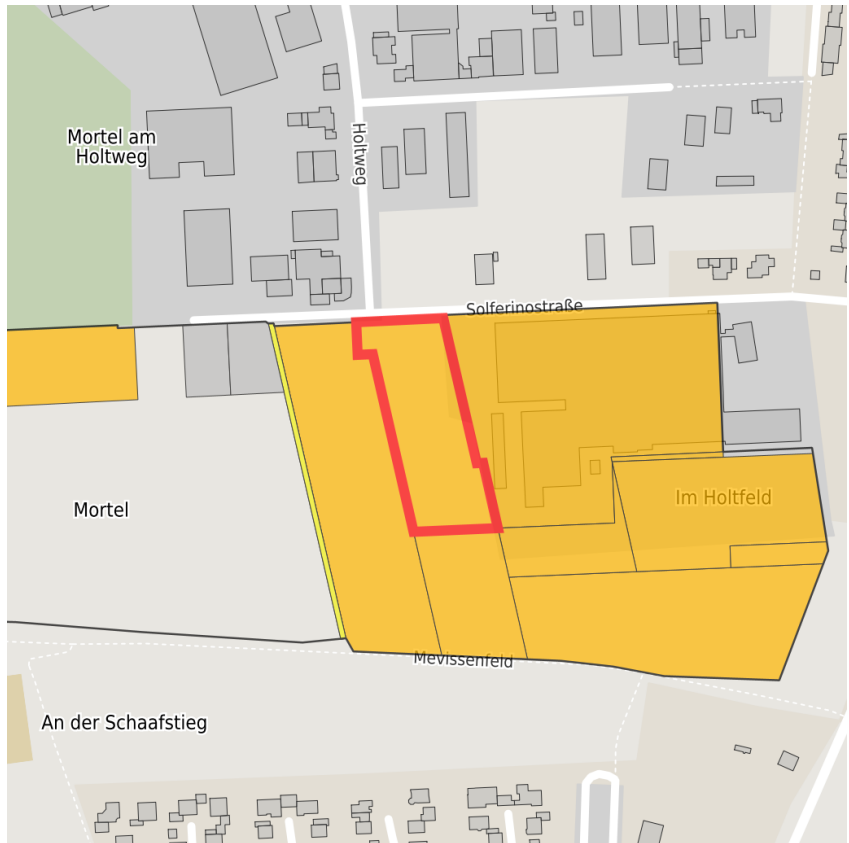 Mortel am
Holtweg
Holtweg
Solferinostraße
Im Holtfeld
Mortel
Mevissenfeld
An der Schaafstieg